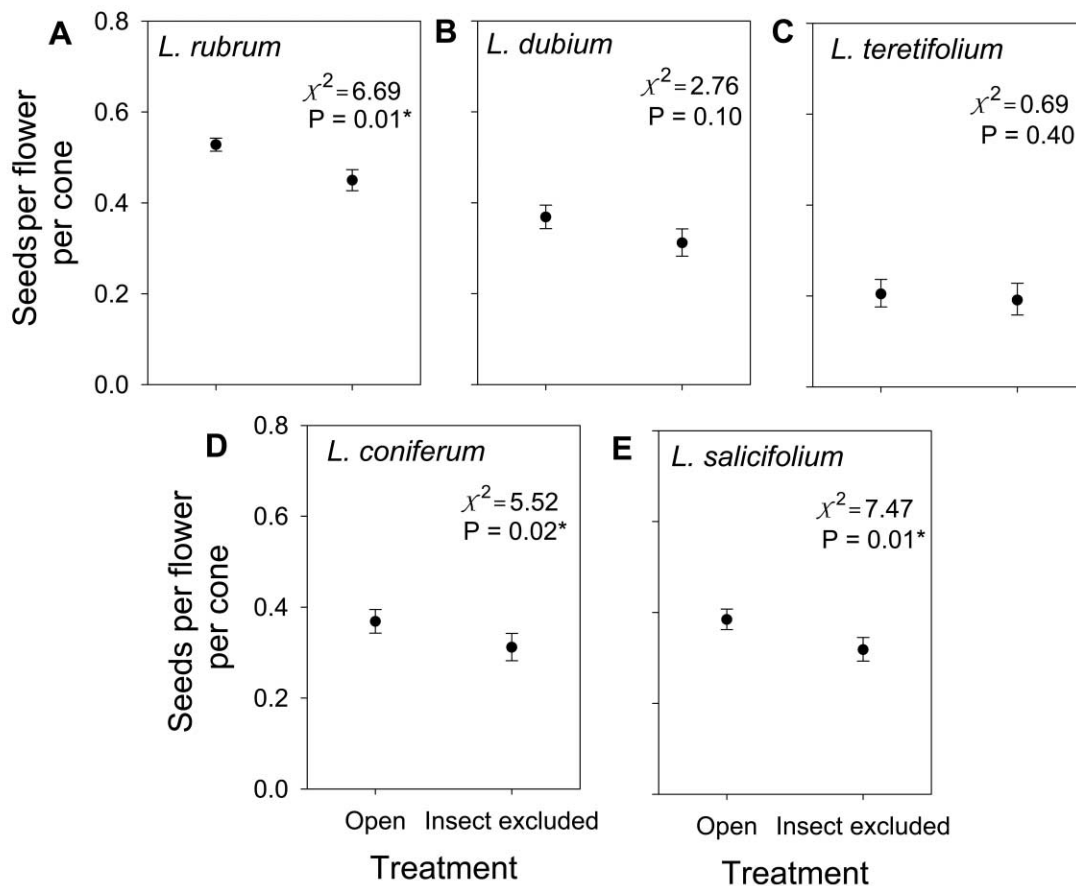 A
L. rubrum
χ2=6.69
P = 0.01*
B
L. dubium
χ2=2.76
P = 0.10
C
L. teretifolium
χ2=0.69
P = 0.40
0.8
0.6
0.4
0.2
0.0
Seedsper flower
per cone
D
L. coniferum
χ2=5.52
P = 0.02*
E
L. salicifolium
χ2=7.47
P = 0.01*
0.8
0.6
0.4
0.2
0.0
Seeds per flower
per cone
Open Insect excluded
Treatment
Open Insect excluded
Treatment